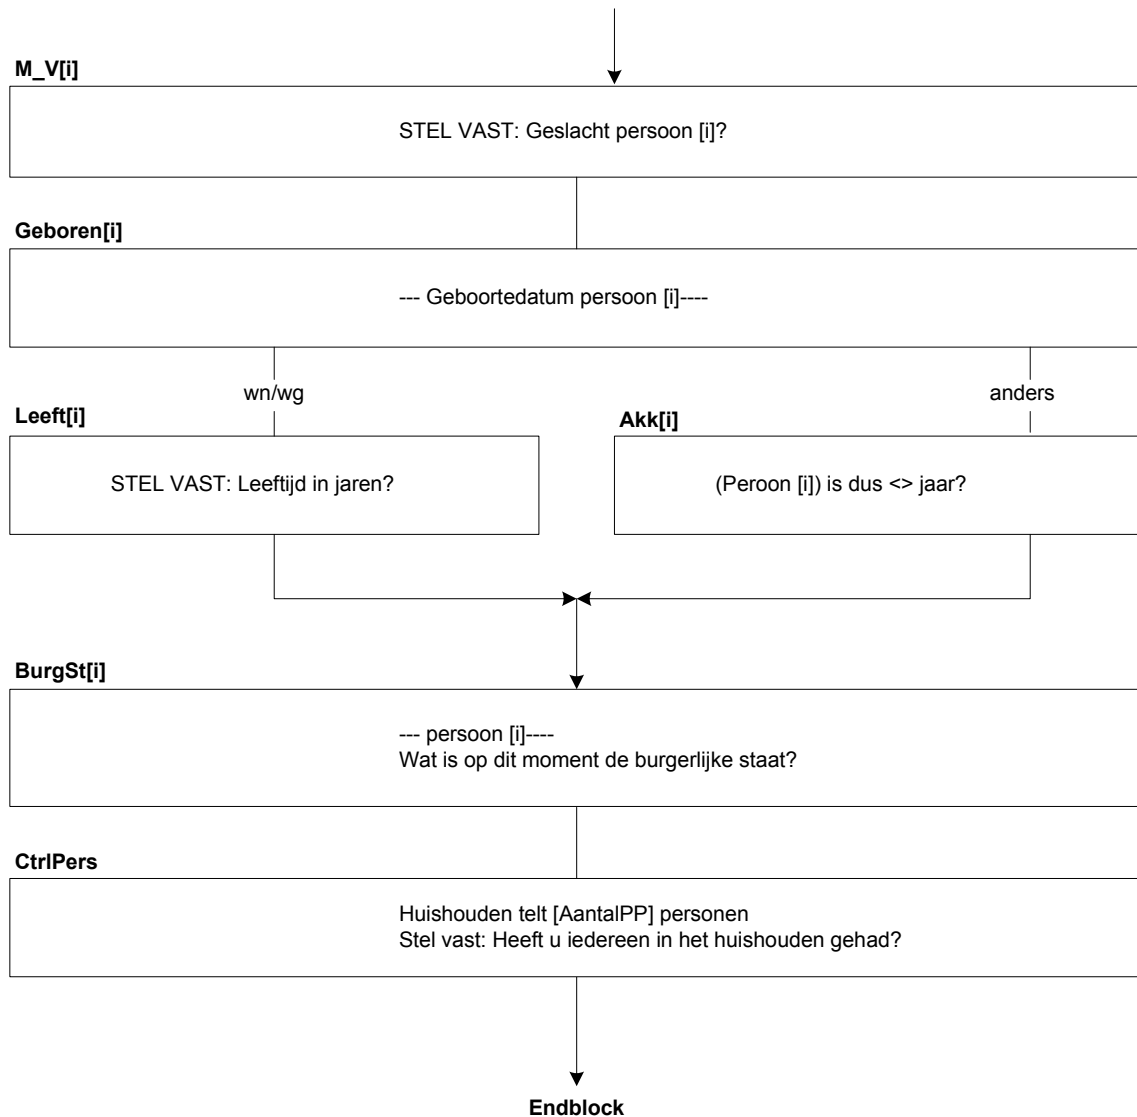 M_V[i]
STEL VAST: Geslacht persoon [i]?
Geboren[i]
--- Geboortedatum persoon [i]----
wn/wg
anders
Leeft[i]
Akk[i]
STEL VAST: Leeftijd in jaren?
(Peroon [i]) is dus <> jaar?
BurgSt[i]
--- persoon [i]----
Wat is op dit moment de burgerlijke staat?
CtrlPers
Huishouden telt [AantalPP] personen
Stel vast: Heeft u iedereen in het huishouden gehad?
Endblock